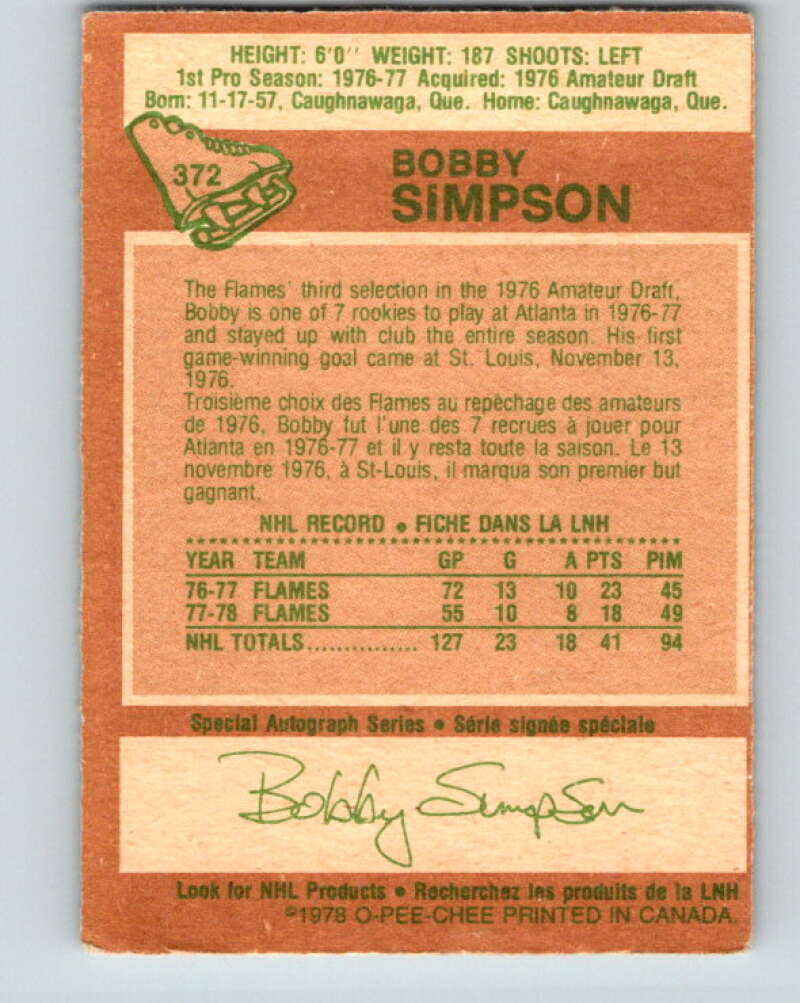 HEIGHT: 6'0'' WEIGHT: 187 SHOOTS: LEFT
1st Pro Season: 1976-77 Acquired: 1976 Amateur Draft
Born: 11-17-57, Caughnawaga, Que. Home: Caughnawaga, Que.
372
BOBBY
SIMPSON
The Flames' third selection in the 1976 Amateur Draft,
Bobby is one of 7 rookies to play at Atlanta in 1976-77
and stayed up with club the entire season. His first
game-winning goal came at St. Louis, November 13,
1976.
Troisième choix des Flames au repêchage des amateurs
de 1976, Bobby fut l'une des 7 recrues à jouer pour
Atlanta en 1976-77 et il y resta toute la saison. Le 13
novembre 1976, à St-Louis, il marqua son premier but
gagnant.
NHL RECORD • FICHE DANS LA LNH
YEAR TEAM GP G A PTS PIM
76-77 FLAMES 72 13 10 23 45
77-78 FLAMES 55 10 8 18 49
NHL TOTALS................ 127 23 18 41 94
Special Autograph Series • Série signée spéciale
Bobby Simpson
Look for NHL Products • Recherchez les produits de la LNH
©1978 O-PEE-CHEE PRINTED IN CANADA.